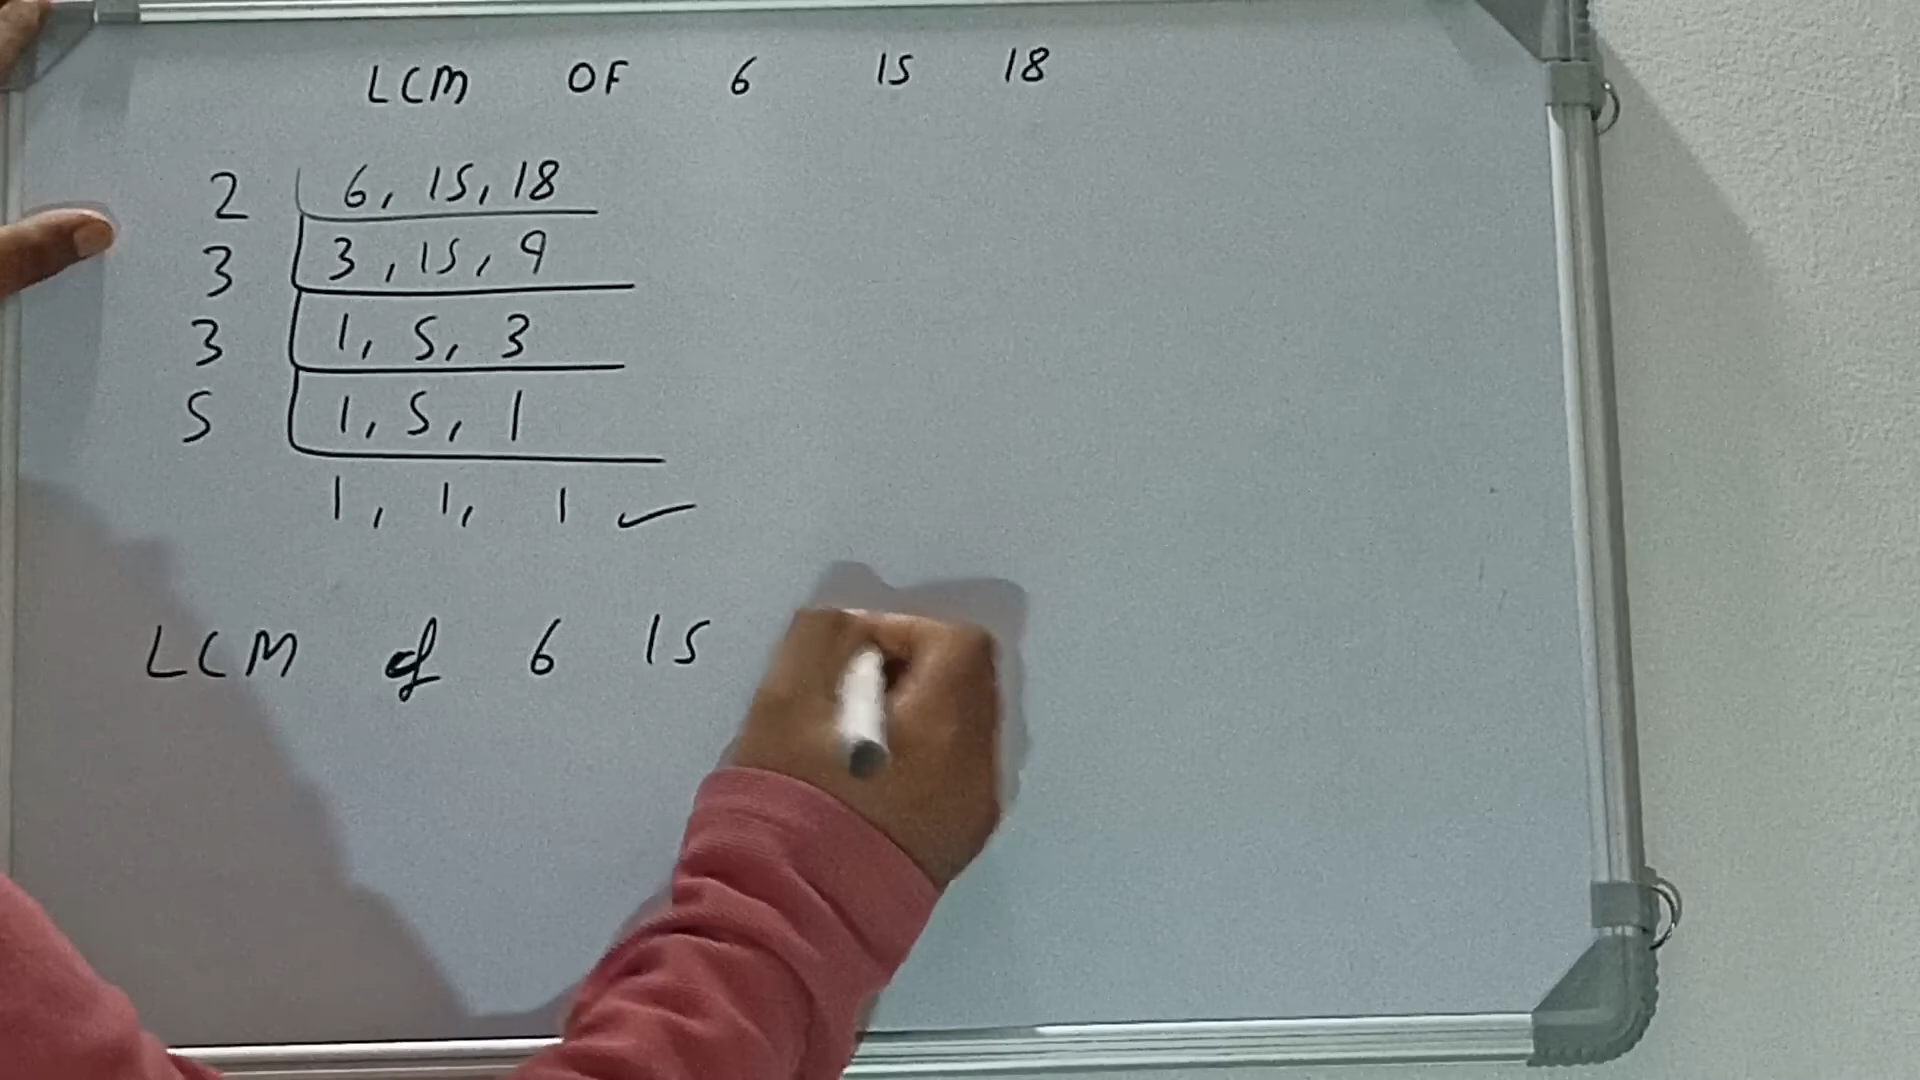 LCM OF 6 15 18
2 6, 15, 18
3 3, 15, 9
3 1, 5, 3
5 1, 5, 1
1, 1, 1 ✓
LCM of 6 15